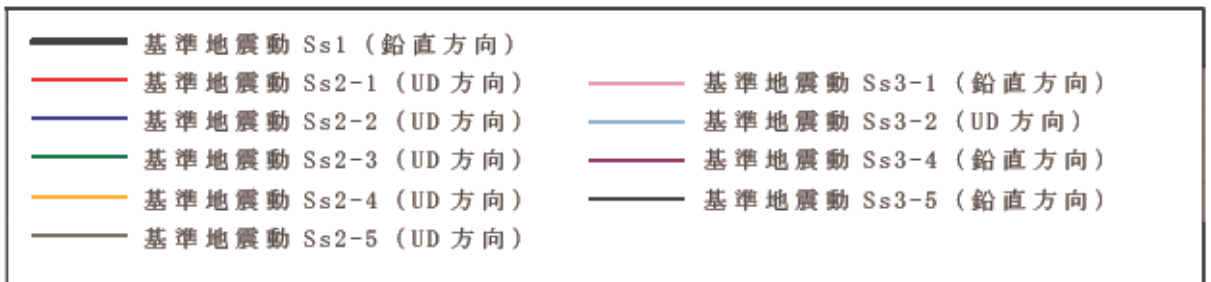 基準地震動 Ss1 (鉛直方向)
基準地震動 Ss2-1 (UD 方向)
基準地震動 Ss2-2 (UD 方向)
基準地震動 Ss2-3 (UD 方向)
基準地震動 Ss2-4 (UD 方向)
基準地震動 Ss2-5 (UD 方向)
基準地震動 Ss3-1 (鉛直方向)
基準地震動 Ss3-2 (UD 方向)
基準地震動 Ss3-4 (鉛直方向)
基準地震動 Ss3-5 (鉛直方向)